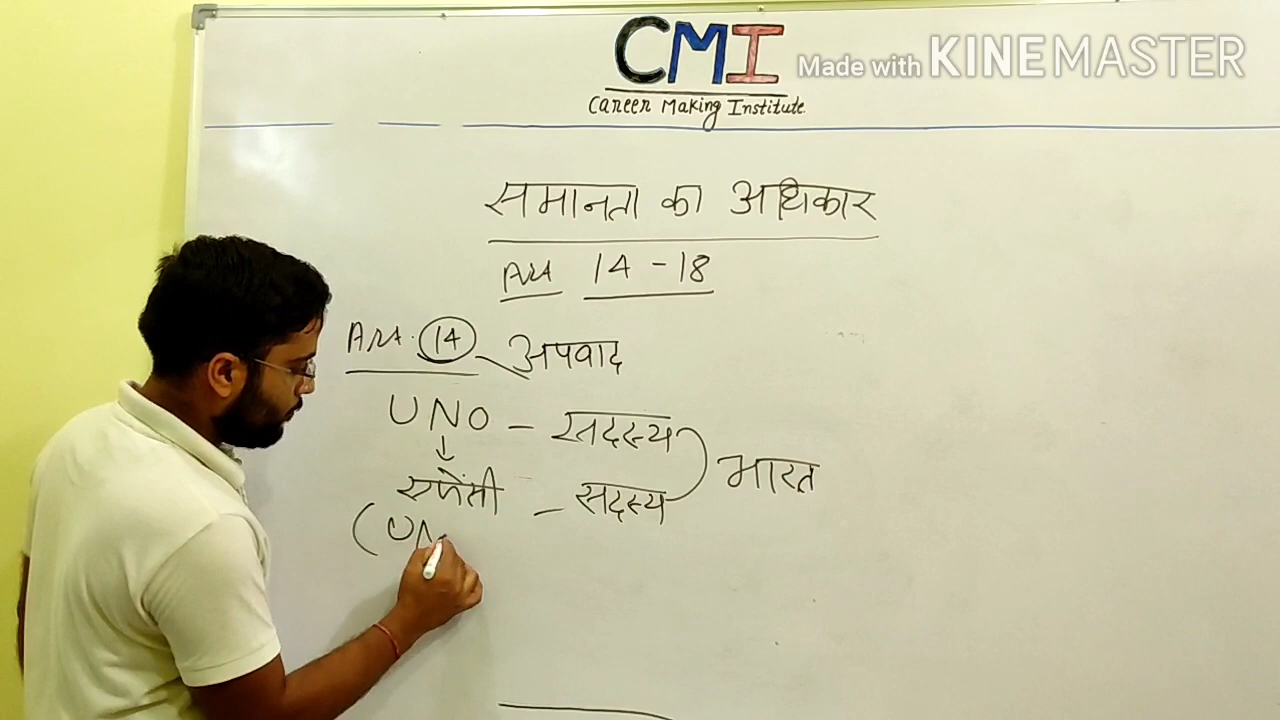 CMI
Made with KINEMASTER
Career Making Institute
समानता का अधिकार
Art 14 - 18
Art. 14 - अपवाद
UNO - सदस्य
एजेंसी - सदस्य
भारत
(UN